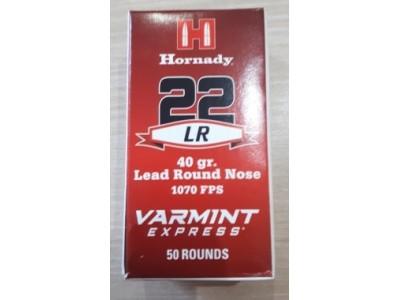 H
Hornady
22
LR
40 gr.
Lead Round Nose
1070 FPS
VARMINT
EXPRESS®
50 ROUNDS